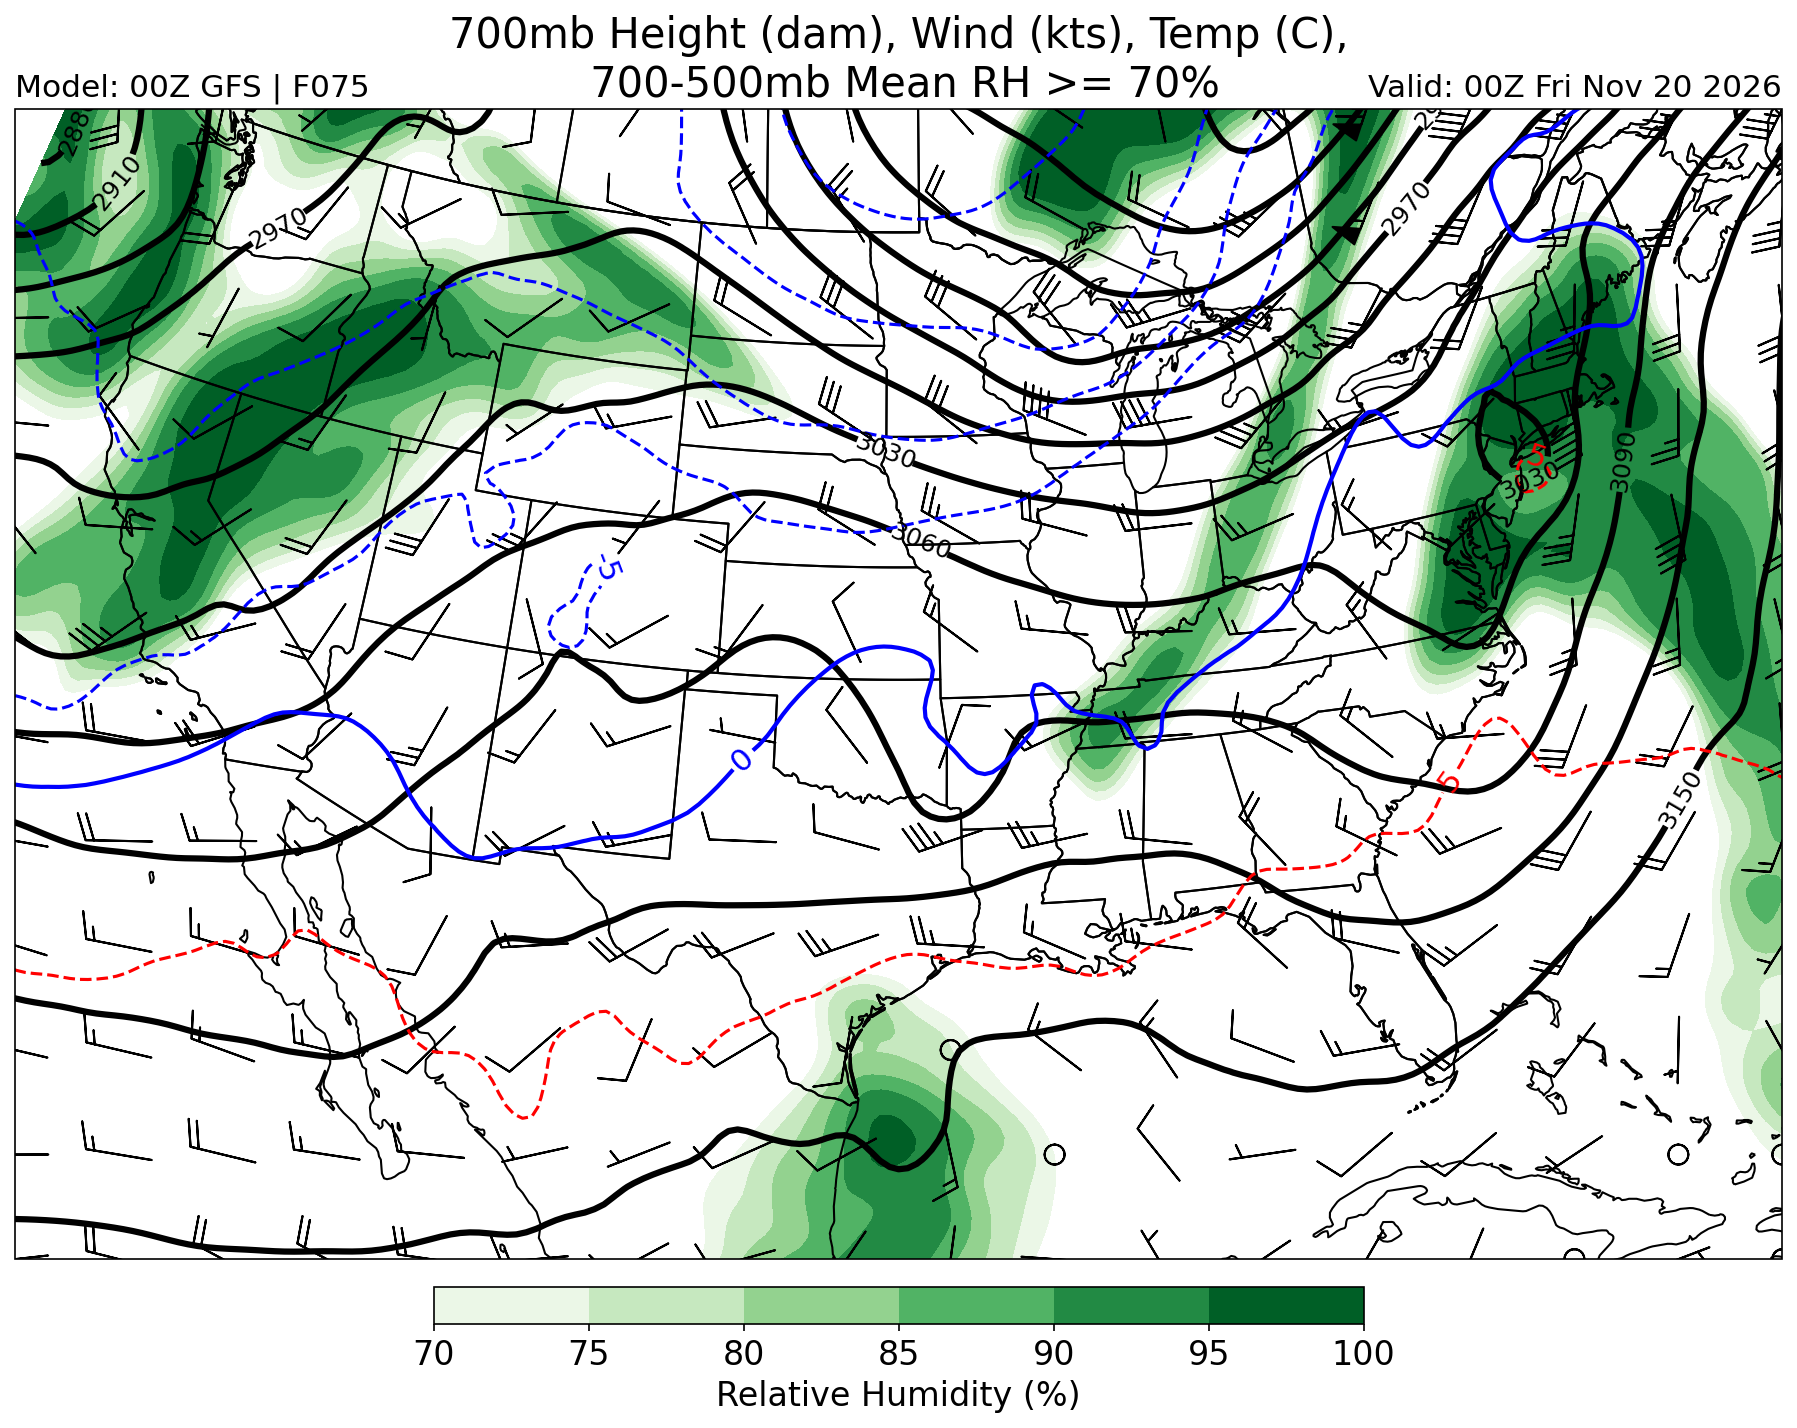 700mb Height (dam), Wind (kts), Temp (C),
700-500mb Mean RH >= 70%
Model: 00Z GFS | F075
Valid: 00Z Fri Nov 20 2026
2910
2970
2970
3030
3060
3030
3090
3150
-5
0
5
5
70 75 80 85 90 95 100
Relative Humidity (%)